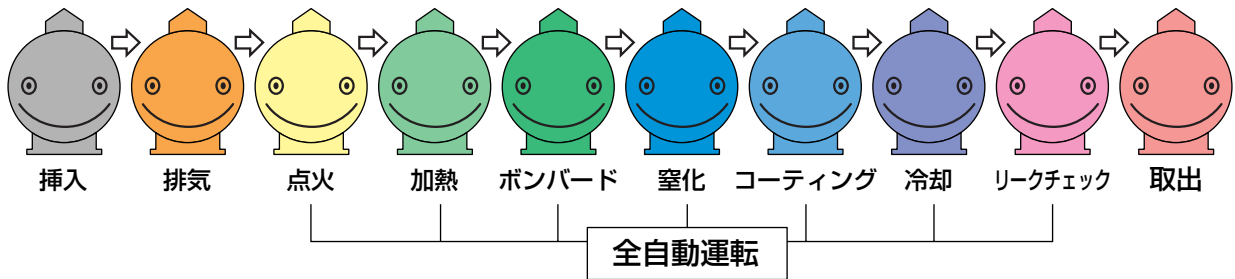 挿入 排気 点火 加熱 ボンバード 窒化 コーティング 冷却 リークチェック 取出
全自動運転